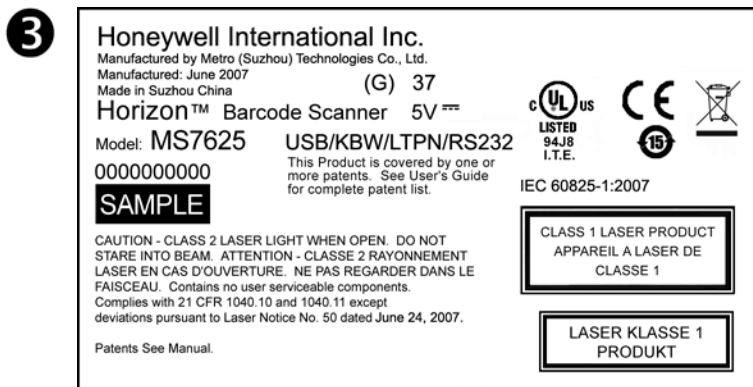 3
Honeywell International Inc.
Manufactured by Metro (Suzhou) Technologies Co., Ltd.
Manufactured: June 2007
Made in Suzhou China
(G) 37
Horizon™ Barcode Scanner 5V ⎓
Model: MS7625 USB/KBW/LTPN/RS232
0000000000
This Product is covered by one or
more patents. See User's Guide
for complete patent list.
SAMPLE
CAUTION - CLASS 2 LASER LIGHT WHEN OPEN. DO NOT
STARE INTO BEAM. ATTENTION - CLASSE 2 RAYONNEMENT
LASER EN CAS D'OUVERTURE. NE PAS REGARDER DANS LE
FAISCEAU. Contains no user serviceable components.
Complies with 21 CFR 1040.10 and 1040.11 except
deviations pursuant to Laser Notice No. 50 dated June 24, 2007.
Patents See Manual.
c UL US
LISTED
94J8
I.T.E.
CE
15
IEC 60825-1:2007
CLASS 1 LASER PRODUCT
APPAREIL A LASER DE
CLASSE 1
LASER KLASSE 1
PRODUKT